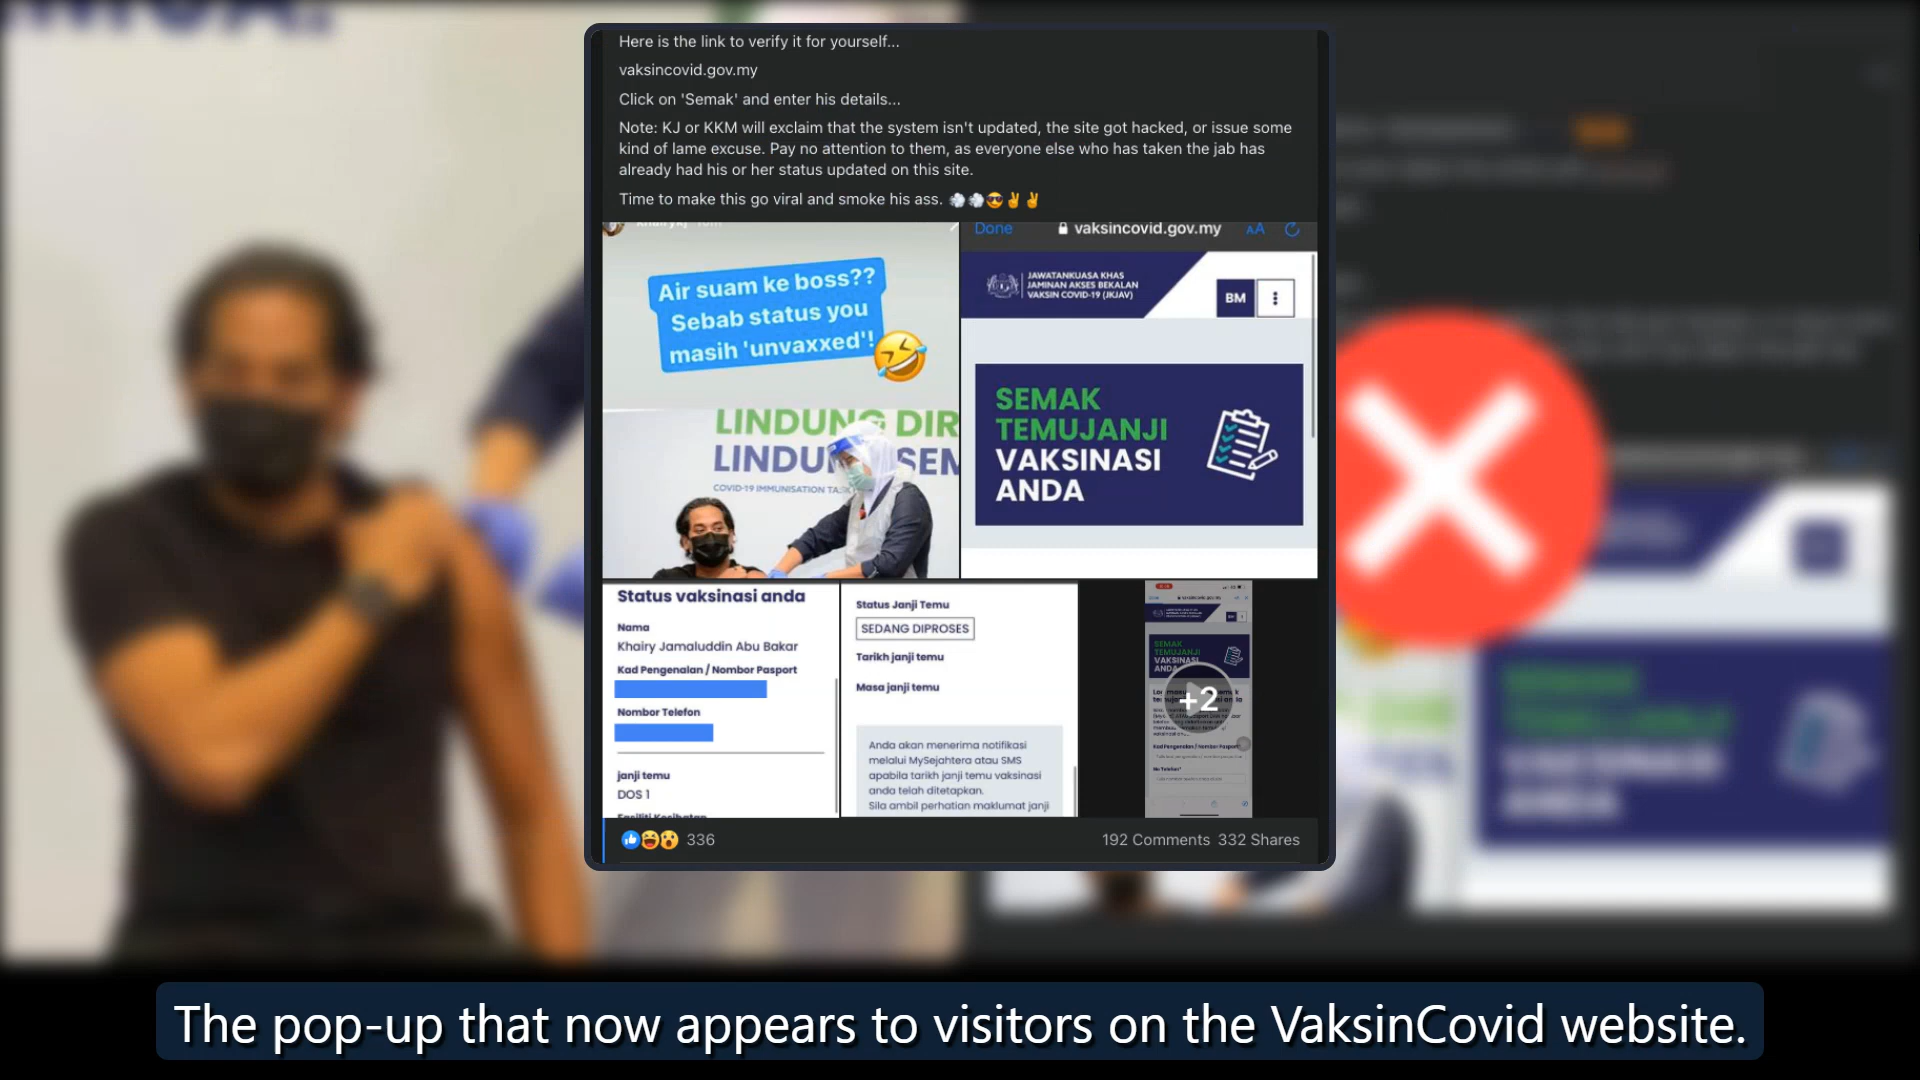 Here is the link to verify it for yourself...
vaksincovid.gov.my
Click on 'Semak' and enter his details...
Note: KJ or KKM will exclaim that the system isn't updated, the site got hacked, or issue some
kind of lame excuse. Pay no attention to them, as everyone else who has taken the jab has
already had his or her status updated on this site.
Time to make this go viral and smoke his ass. 💨💨😎✌️✌️
Air suam ke boss??
Sebab status you
masih 'unvaxxed'! 🤣
LINDUNG DIR
COVID-19 IMMUNISATION
Done
vaksincovid.gov.my
AA
JAWATANKUASA KHAS
JAMINAN AKSES BEKALAN
VAKSIN COVID-19 (JKJAV)
BM
SEMAK
TEMUJANJI
VAKSINASI
ANDA
Status vaksinasi anda
Nama
Khairy Jamaluddin Abu Bakar
Kad Pengenalan / Nombor Pasport
Nombor Telefon
janji temu
DOS 1
Status Janji Temu
SEDANG DIPROSES
Tarikh janji temu
Masa janji temu
Anda akan menerima notifikasi
melalui MySejahtera atau SMS
apabila tarikh janji temu vaksinasi
anda telah ditetapkan.
Sila ambil perhatian maklumat janji
SEMAK
TEMUJANJI
VAKSINASI
ANDA
+2
336
192 Comments 332 Shares
The pop-up that now appears to visitors on the VaksinCovid website.